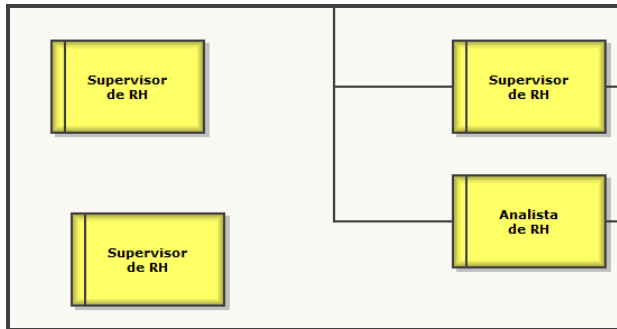 Supervisor
de RH
Supervisor
de RH
Analista
de RH
Supervisor
de RH